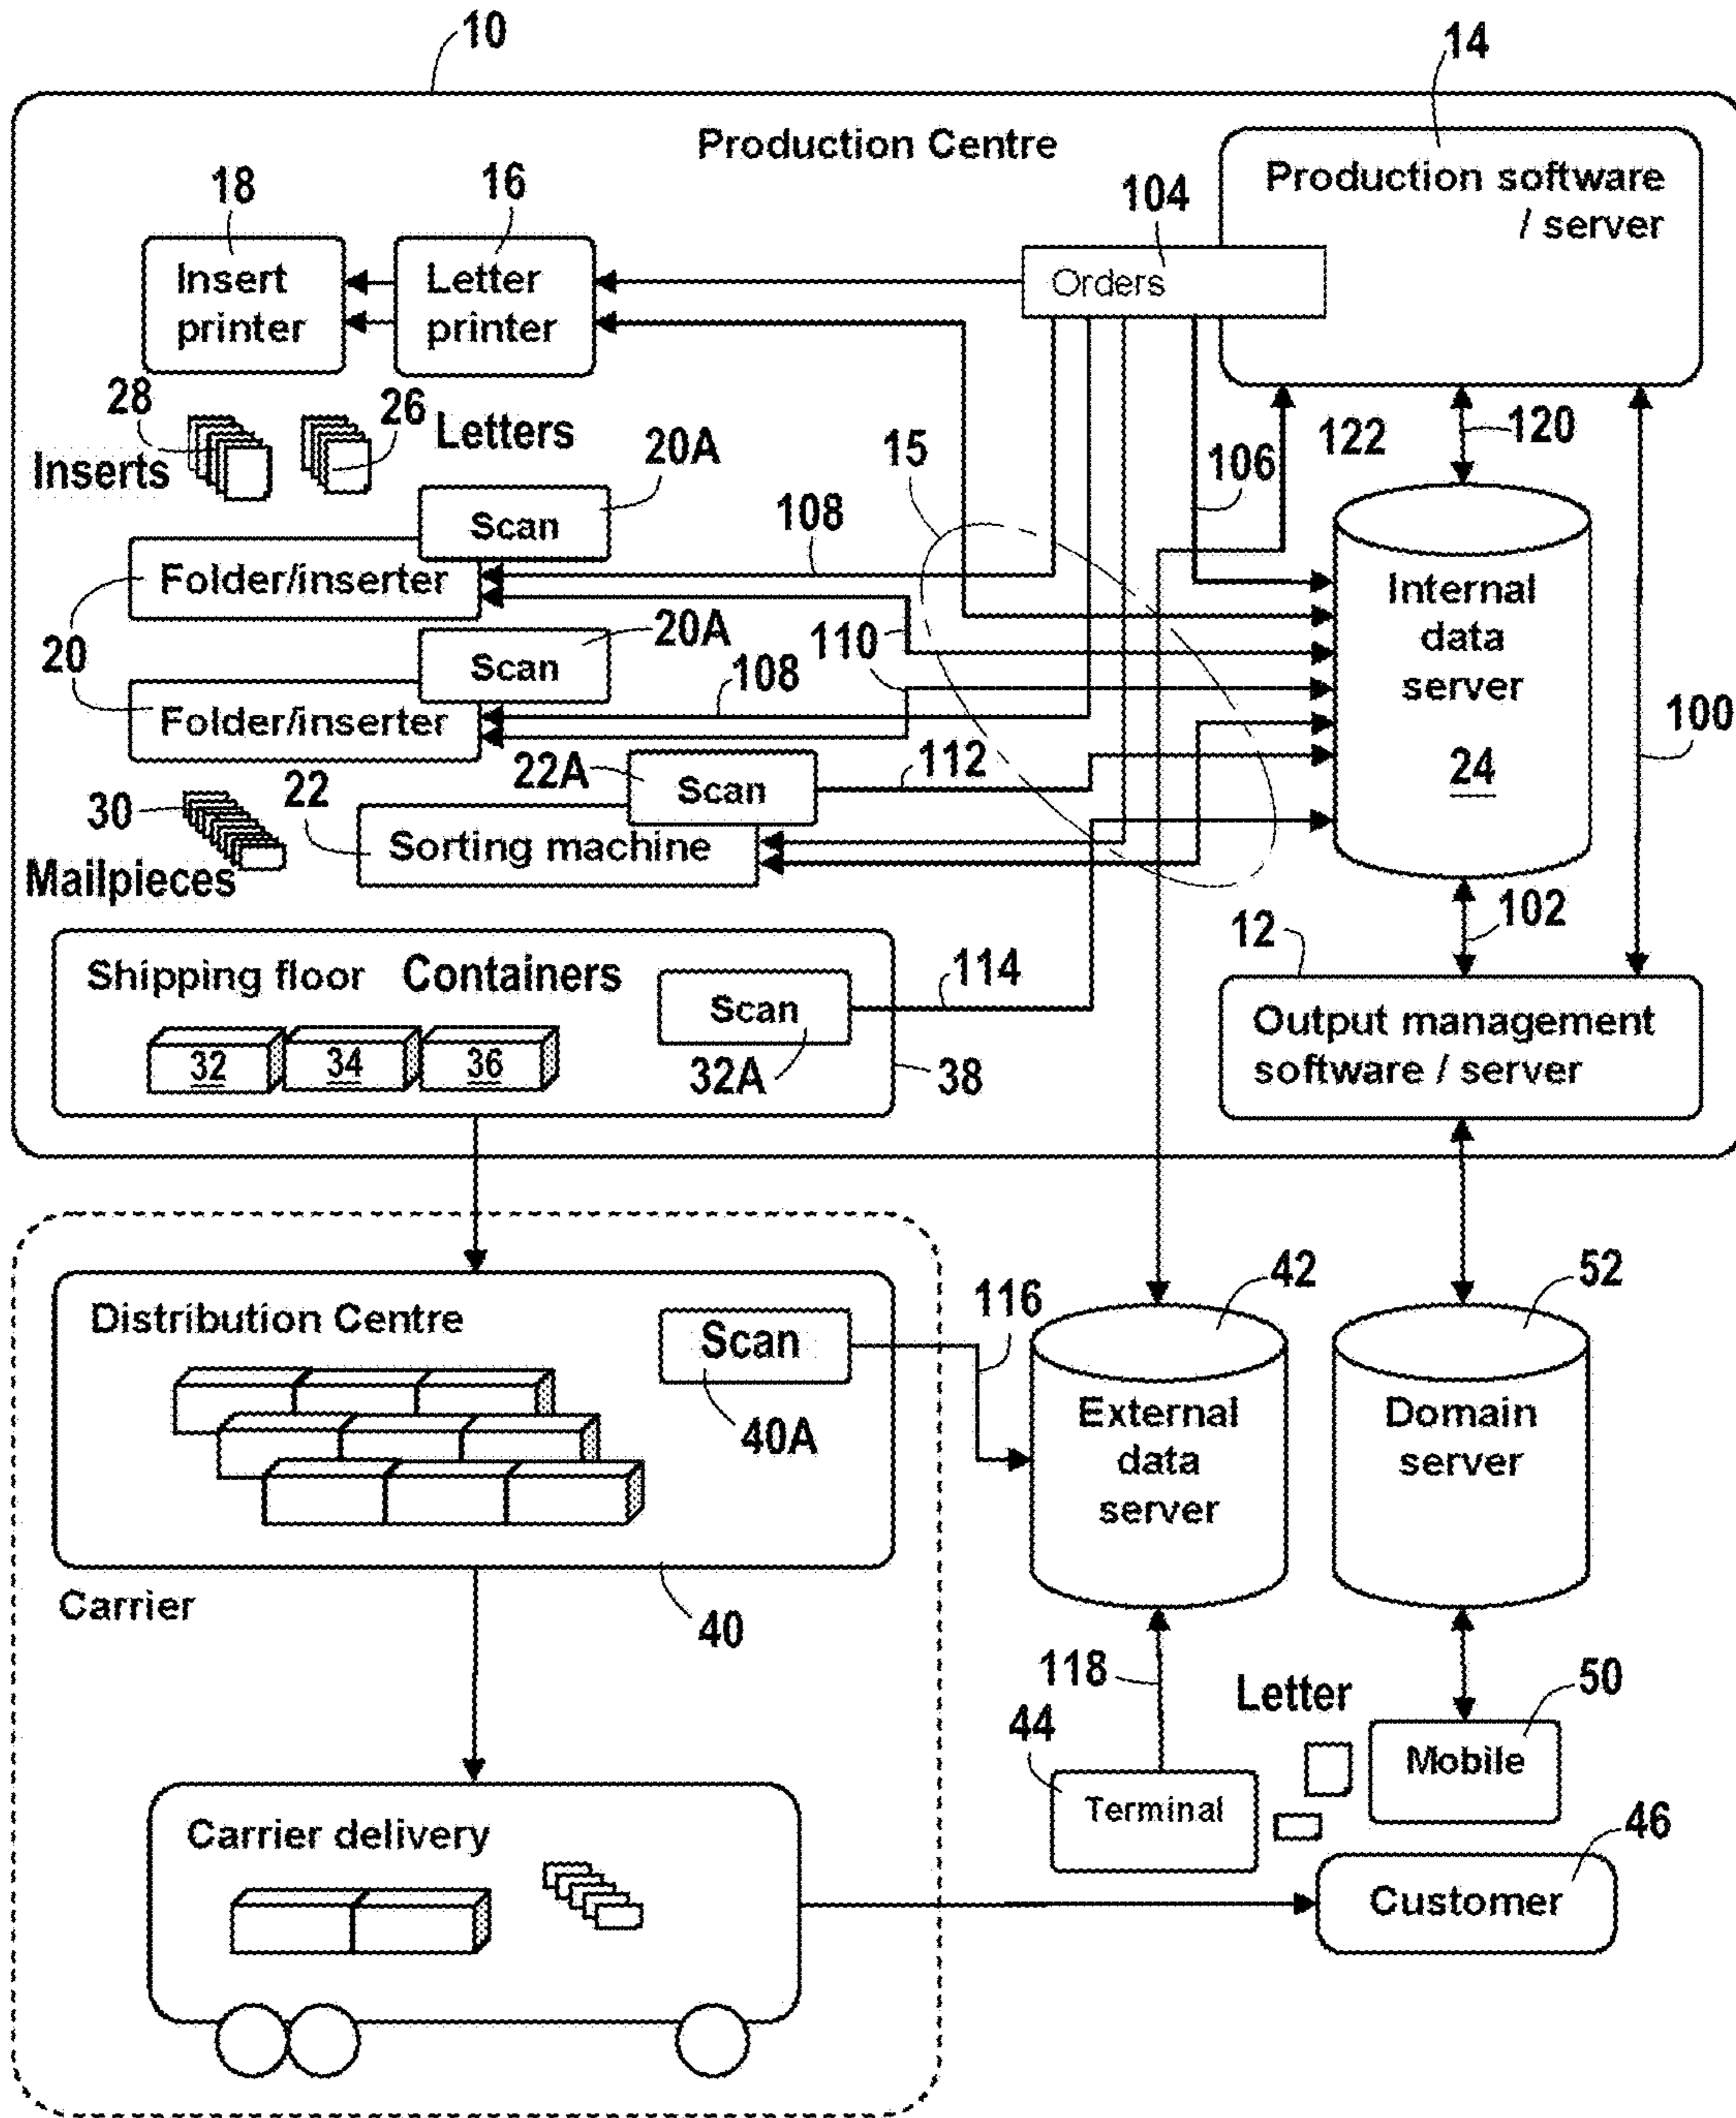 10
14
Production Centre
Production software
/ server
18
16
104
Insert
printer
Letter
printer
Orders
28
26
Letters
Inserts
20A
15
106
122
120
Scan
108
Folder/inserter
Internal
data
server
24
20
20A
110
Scan
108
Folder/inserter
100
22A
112
30
22
Scan
Sorting machine
Mailpieces
12
102
Shipping floor
Containers
114
Scan
32
34
36
32A
38
Output management
software / server
42
52
116
Distribution Centre
Scan
40A
External
data
server
Domain
server
Carrier
40
118
Letter
50
44
Mobile
Terminal
46
Carrier delivery
Customer